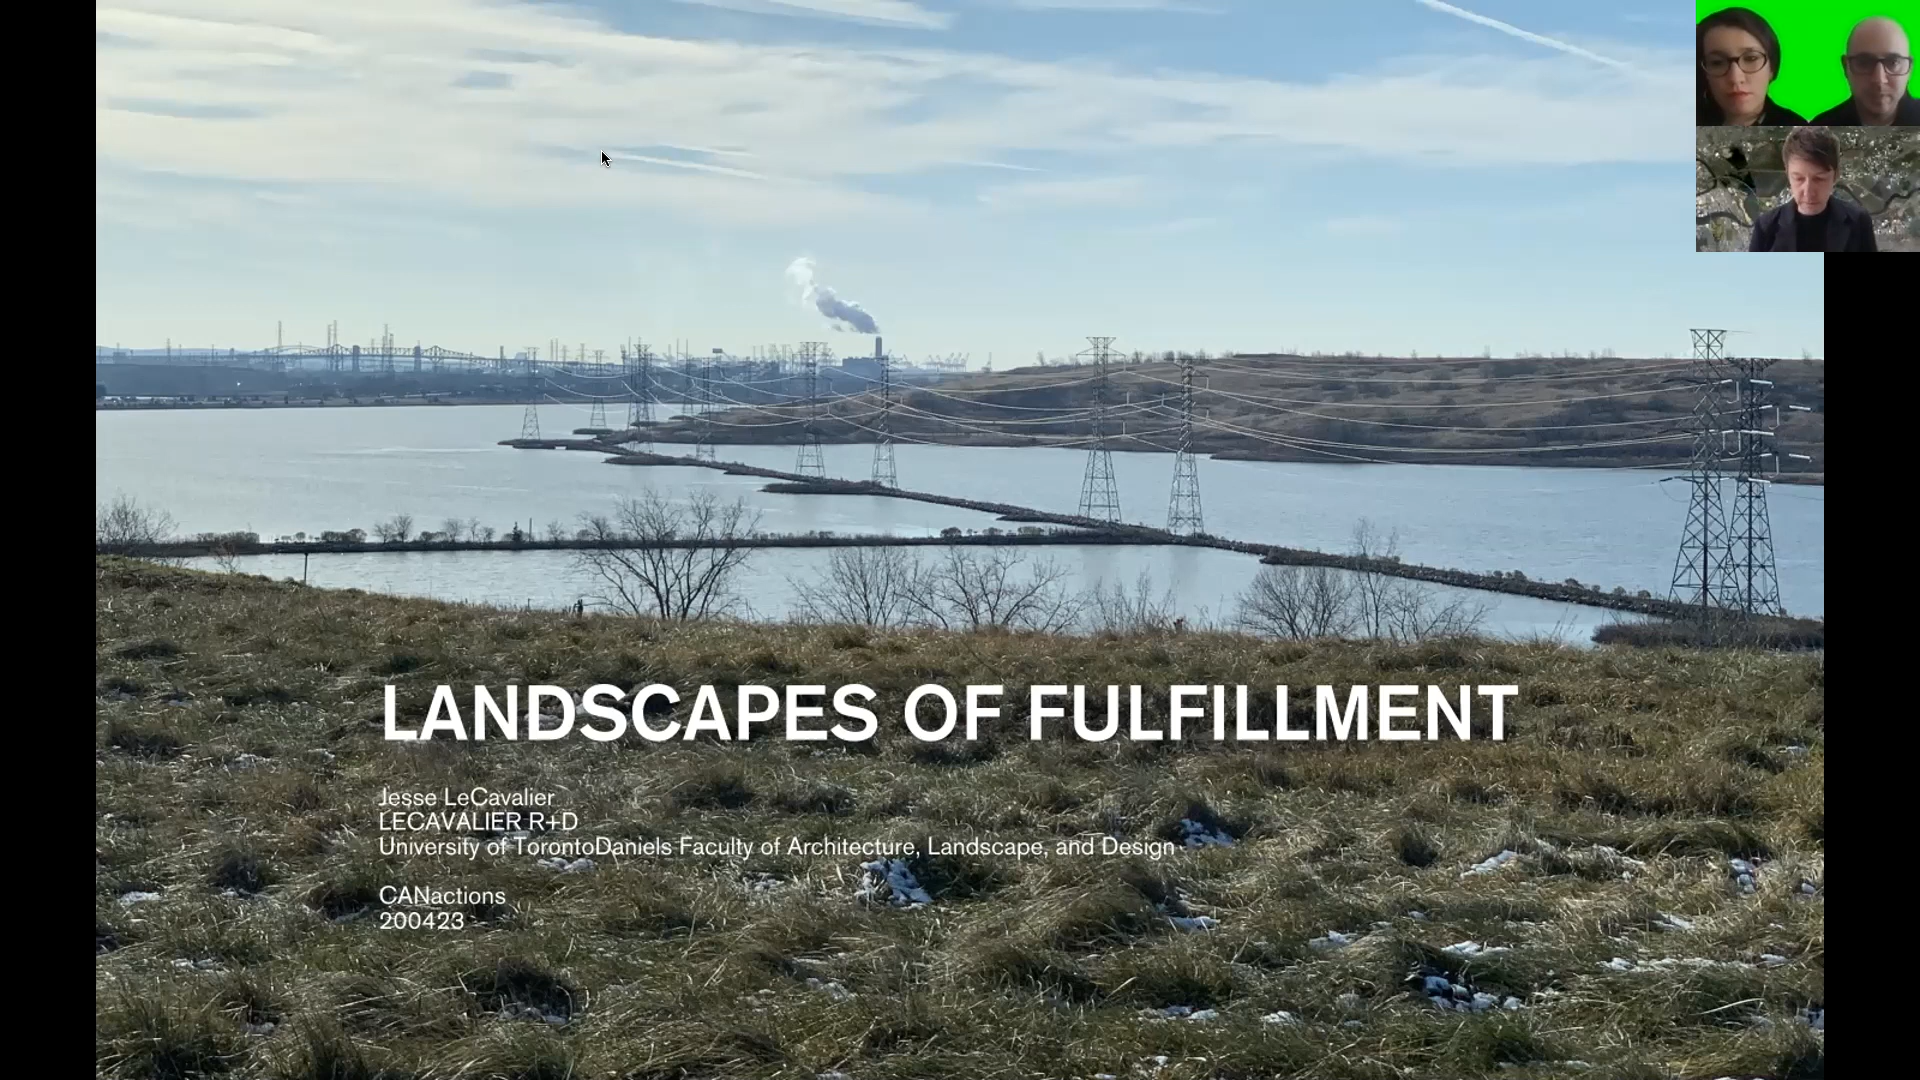 LANDSCAPES OF FULFILLMENT
Jesse LeCavalier
LECAVALIER R+D
University of TorontoDaniels Faculty of Architecture, Landscape, and Design
CANactions
200423